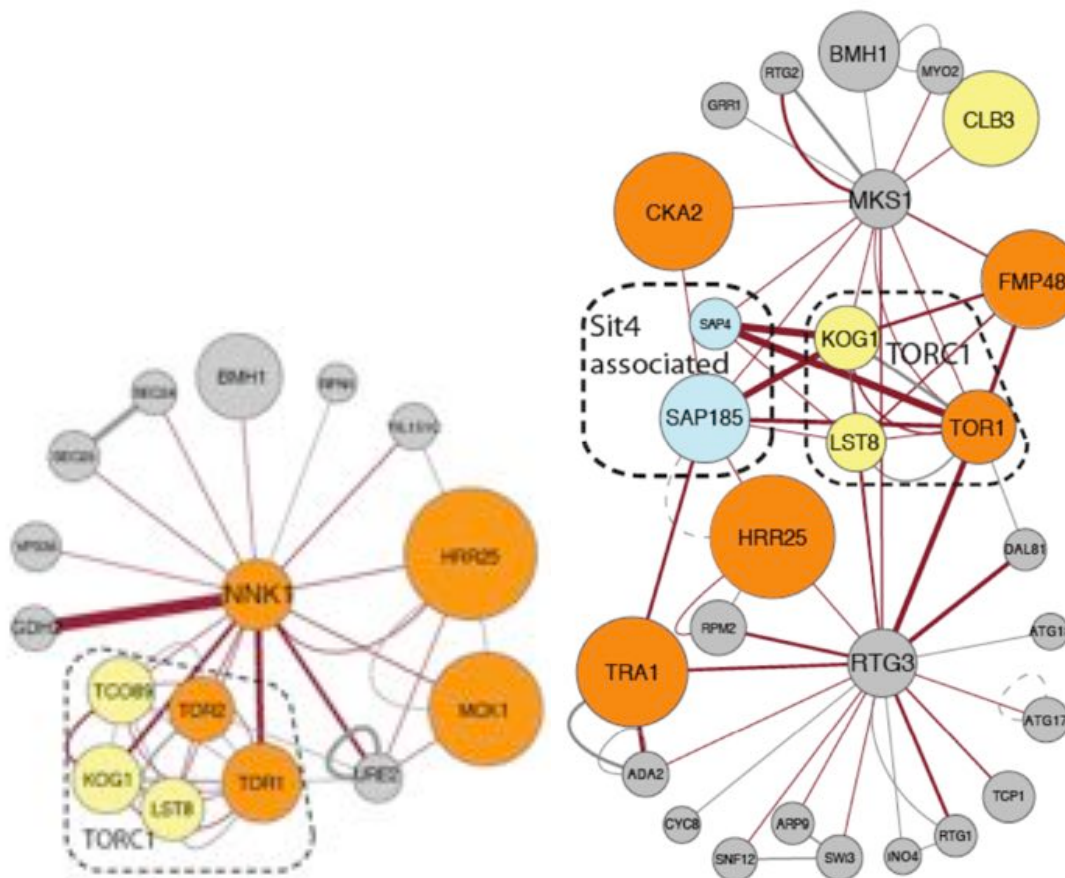 BMH1
RTG2
MYO2
GRR1
CLB3
MKS1
CKA2
FMP48
SAP4
Sit4
associated
KOG1
TORC1
SAP185
LST8
TOR1
HRR25
DAL81
RPM2
RTG3
TRA1
ATG17
ADA2
TCP1
CYC8
ARP9
RTG1
SNF12
SWI3
INO4
BMH1
HRR25
NNK1
MCK1
TCO89
TOR2
URE2
KOG1
LST8
TOR1
TORC1